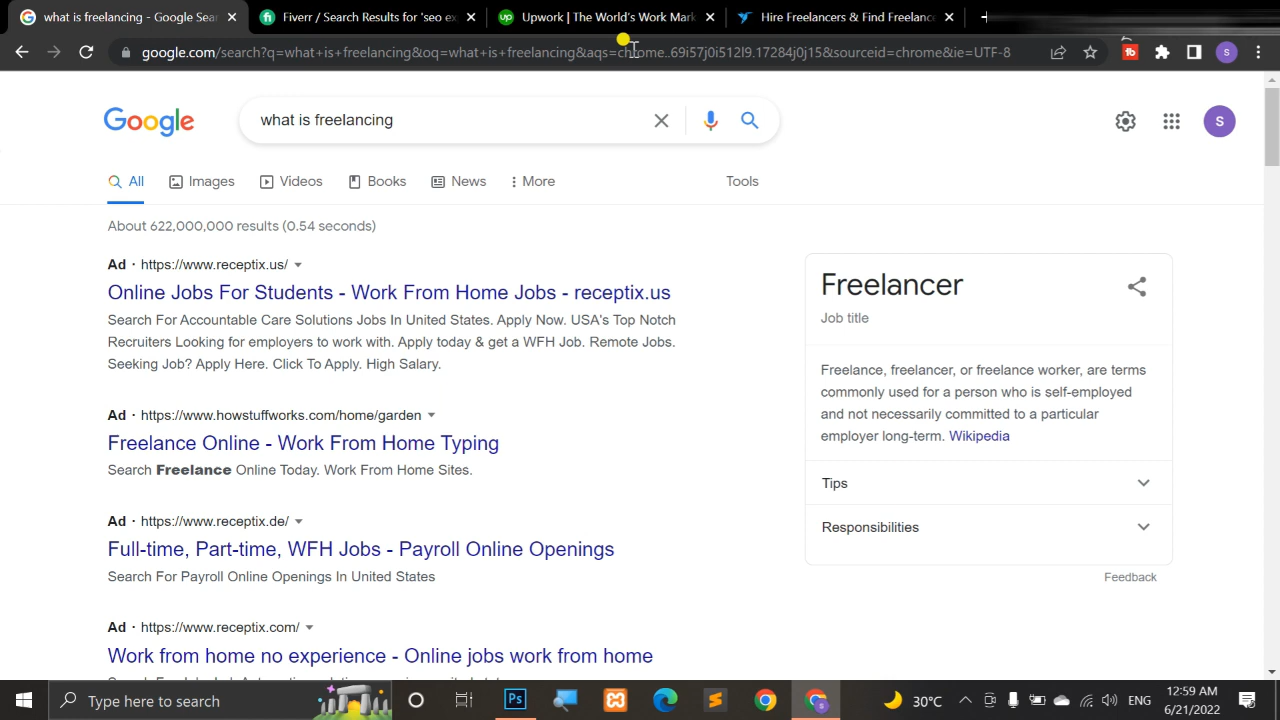 what is freelancing - Google Sear
Fiverr / Search Results for 'seo ex
Upwork | The World's Work Mark
Hire Freelancers & Find Freelance
google.com/search?q=what+is+freelancing&oq=what+is+freelancing&aqs=chrome..69i57j0i512l9.17284j0j15&sourceid=chrome&ie=UTF-8
Google
what is freelancing
S
All
Images
Videos
Books
News
More
Tools
About 622,000,000 results (0.54 seconds)
Ad · https://www.receptix.us/
Online Jobs For Students - Work From Home Jobs - receptix.us
Search For Accountable Care Solutions Jobs In United States. Apply Now. USA's Top Notch
Recruiters Looking for employers to work with. Apply today & get a WFH Job. Remote Jobs.
Seeking Job? Apply Here. Click To Apply. High Salary.
Ad · https://www.howstuffworks.com/home/garden
Freelance Online - Work From Home Typing
Search Freelance Online Today. Work From Home Sites.
Ad · https://www.receptix.de/
Full-time, Part-time, WFH Jobs - Payroll Online Openings
Search For Payroll Online Openings In United States
Ad · https://www.receptix.com/
Work from home no experience - Online jobs work from home
Freelancer
Job title
Freelance, freelancer, or freelance worker, are terms
commonly used for a person who is self-employed
and not necessarily committed to a particular
employer long-term. Wikipedia
Tips
Responsibilities
Feedback
Type here to search
Ps
30°C
ENG
12:59 AM
6/21/2022